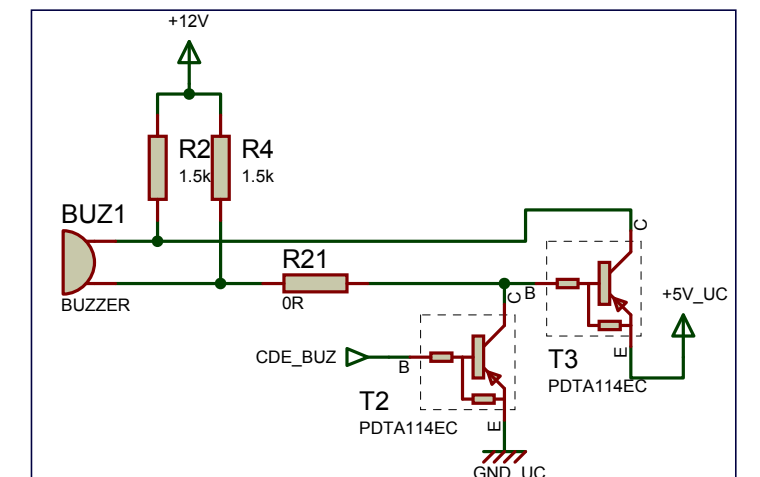 +12V
R2
1.5k
R4
1.5k
BUZ1
BUZZER
R21
0R
C
B
E
T3
PDTA114EC
+5V_UC
CDE_BUZ
C
B
E
T2
PDTA114EC
GND_UC